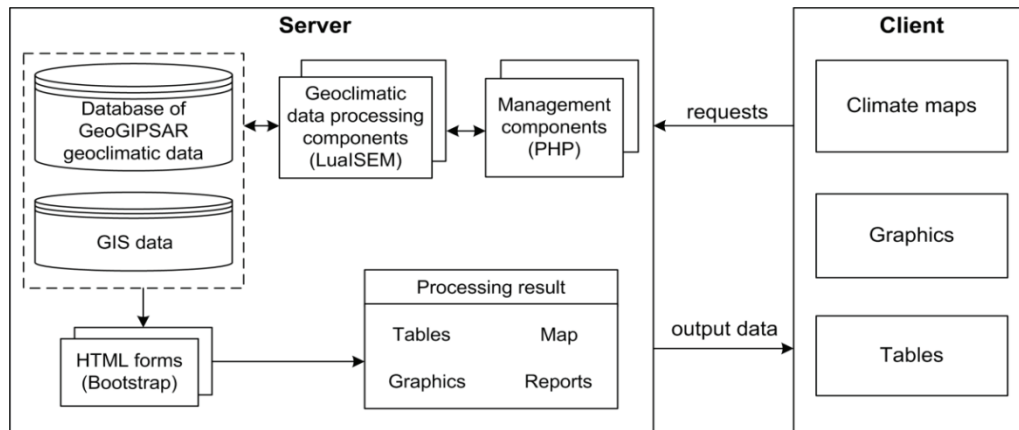 Server
Database of
GeoGIPSAR
geoclimatic data
GIS data
Geoclimatic
data processing
components
(LuaISEM)
Management
components
(PHP)
HTML forms
(Bootstrap)
Processing result
Tables
Map
Graphics
Reports
requests
output data
Client
Climate maps
Graphics
Tables